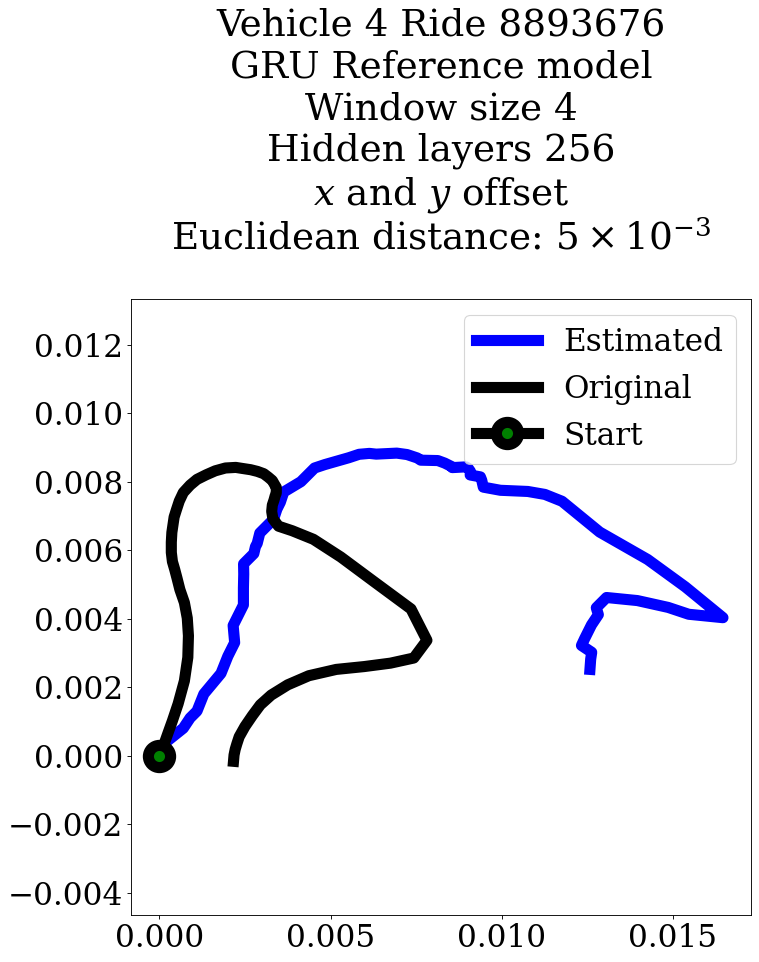 Vehicle 4 Ride 8893676
GRU Reference model
Window size 4
Hidden layers 256
x and y offset
Euclidean distance: 5 × 10⁻³
Estimated
Original
Start
0.012
0.010
0.008
0.006
0.004
0.002
0.000
−0.002
−0.004
0.000 0.005 0.010 0.015